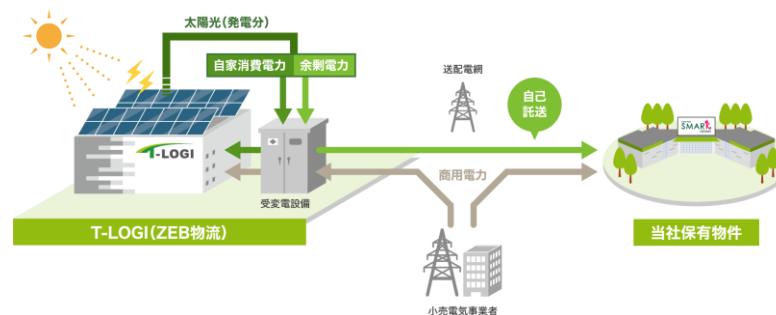 太陽光(発電分)
自家消費電力
余剰電力
送配電網
自己
託送
T-LOGI
SMARK
商用電力
受変電設備
T-LOGI(ZEB物流)
当社保有物件
小売電気事業者